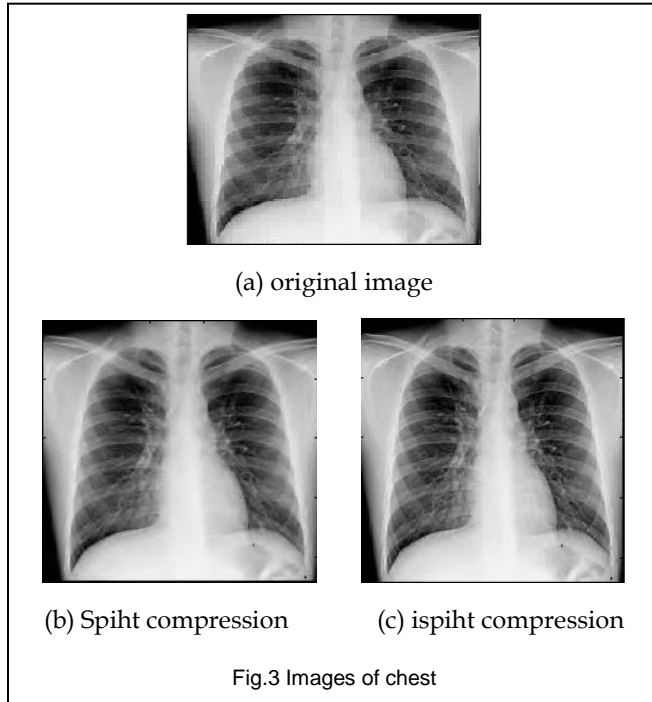 (a) original image
(b) Spiht compression
(c) ispiht compression
Fig.3 Images of chest